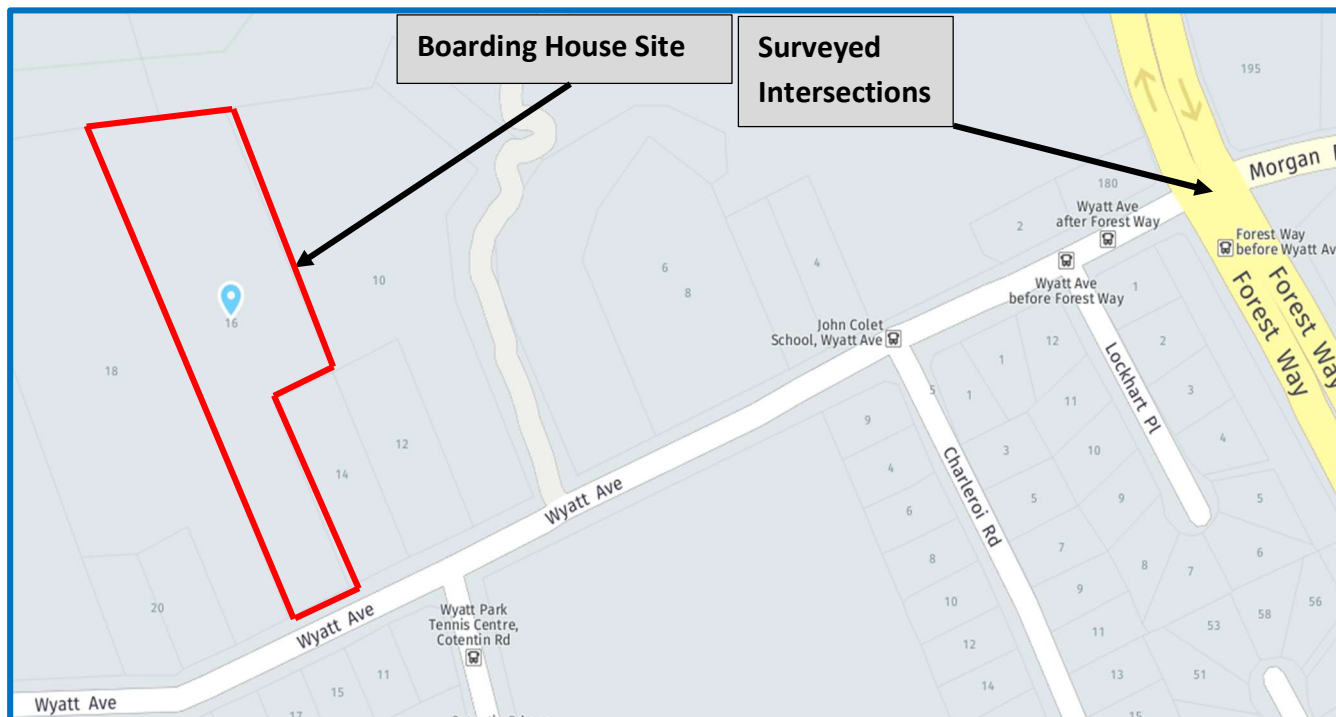 Boarding House Site
Surveyed
Intersections
195
Morgan
180
2
Wyatt Ave
after Forest Way
Forest Way
before Wyatt Av
Wyatt Ave
before Forest Way
10
6
8
4
16
18
John Colet
School, Wyatt Ave
1
1
12
2
Lockhart Pl
Forest Way
Forest Way
5
1
11
3
9
12
14
3
10
4
4
Charleroi Rd
Wyatt Ave
6
5
9
5
8
7
8
7
6
20
Wyatt Ave
Wyatt Park
Tennis Centre,
Cotentin Rd
10
9
58
56
11
53
12
11
15
13
51
14
17
15
Wyatt Ave